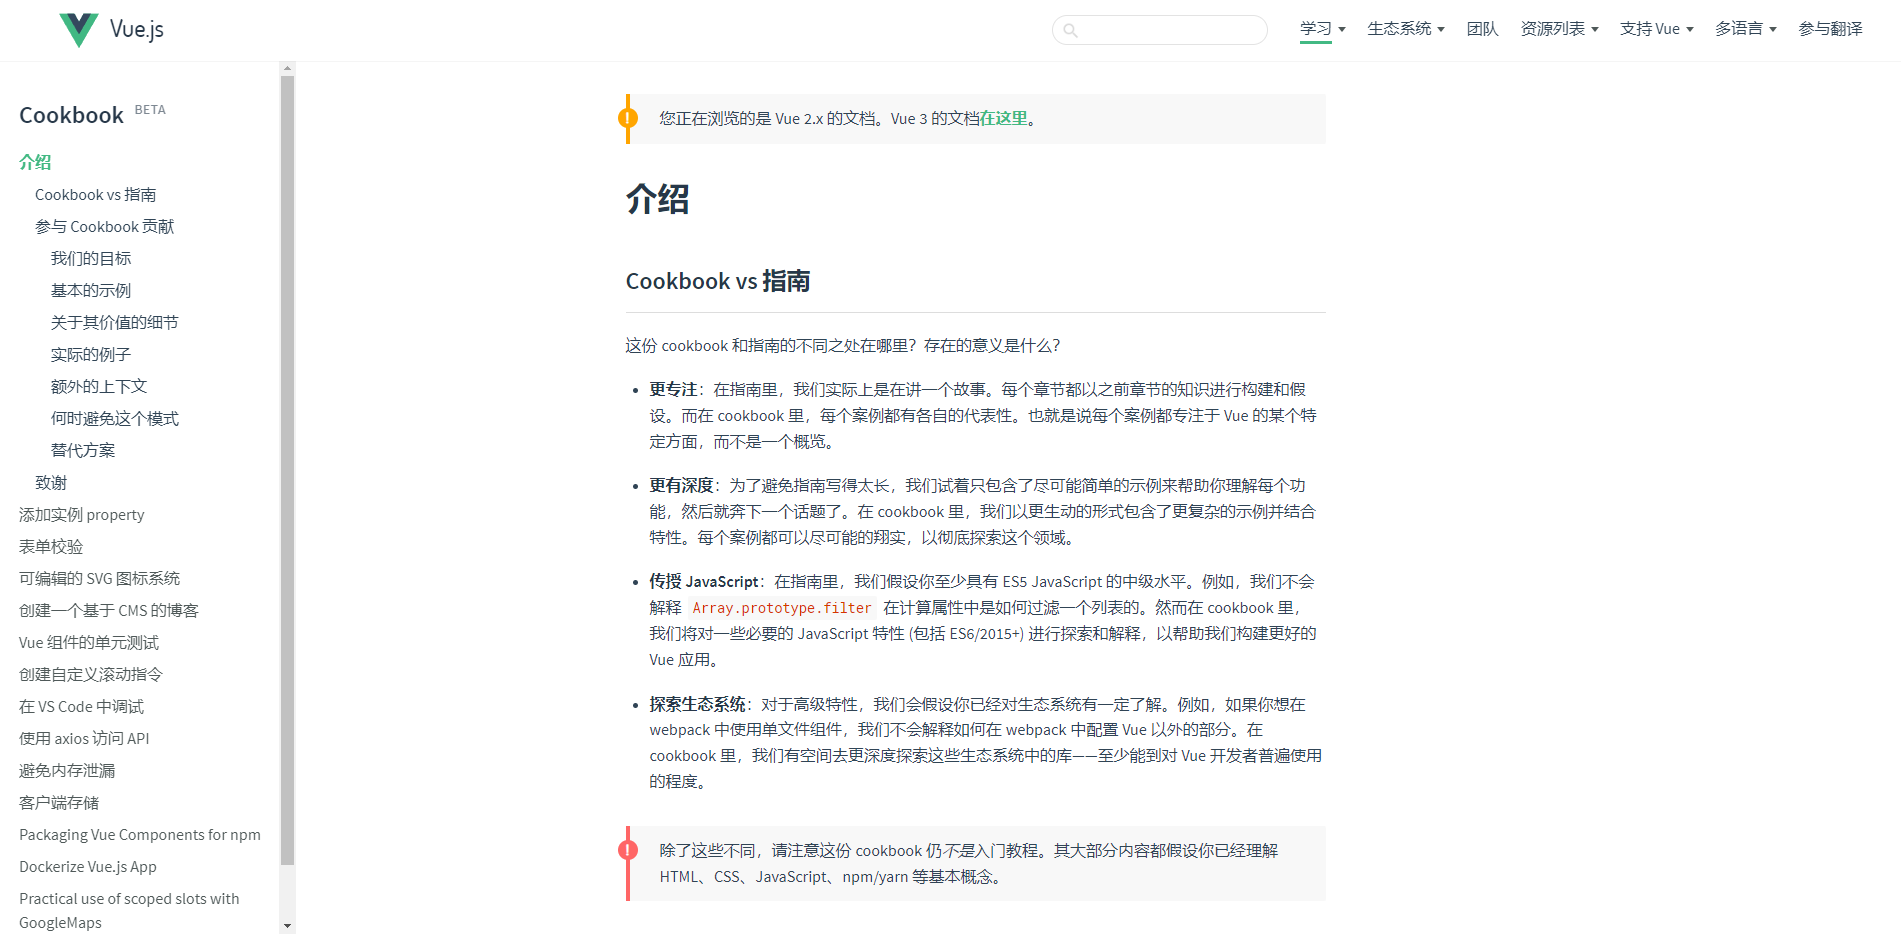 Vue.js
学习
生态系统
团队
资源列表
支持 Vue
多语言
参与翻译
Cookbook BETA
介绍
Cookbook vs 指南
参与 Cookbook 贡献
我们的目标
基本的示例
关于其价值的细节
实际的例子
额外的上下文
何时避免这个模式
替代方案
致谢
添加实例 property
表单校验
可编辑的 SVG 图标系统
创建一个基于 CMS 的博客
Vue 组件的单元测试
创建自定义滚动指令
在 VS Code 中调试
使用 axios 访问 API
避免内存泄漏
客户端存储
Packaging Vue Components for npm
Dockerize Vue.js App
Practical use of scoped slots with
GoogleMaps
您正在浏览的是 Vue 2.x 的文档。Vue 3 的文档在这里。
介绍
Cookbook vs 指南
这份 cookbook 和指南的不同之处在哪里？存在的意义是什么？
更专注：在指南里，我们实际上是在讲一个故事。每个章节都以之前章节的知识进行构建和假
设。而在 cookbook 里，每个案例都有各自的代表性。也就是说每个案例都专注于 Vue 的某个特
定方面，而不是一个概览。
更有深度：为了避免指南写得太长，我们试着只包含了尽可能简单的示例来帮助你理解每个功
能，然后就奔下一个话题了。在 cookbook 里，我们以更生动的形式包含了更复杂的示例并结合
特性。每个案例都可以尽可能的翔实，以彻底探索这个领域。
传授 JavaScript：在指南里，我们假设你至少具有 ES5 JavaScript 的中级水平。例如，我们不会
解释 Array.prototype.filter 在计算属性中是如何过滤一个列表的。然而在 cookbook 里，
我们将对一些必要的 JavaScript 特性 (包括 ES6/2015+) 进行探索和解释，以帮助我们构建更好的
Vue 应用。
探索生态系统：对于高级特性，我们会假设你已经对生态系统有一定了解。例如，如果你想在
webpack 中使用单文件组件，我们不会解释如何在 webpack 中配置 Vue 以外的部分。在
cookbook 里，我们有空间去更深度探索这些生态系统中的库——至少能到对 Vue 开发者普遍使用
的程度。
除了这些不同，请注意这份 cookbook 仍不是入门教程。其大部分内容都假设你已经理解
HTML、CSS、JavaScript、npm/yarn 等基本概念。